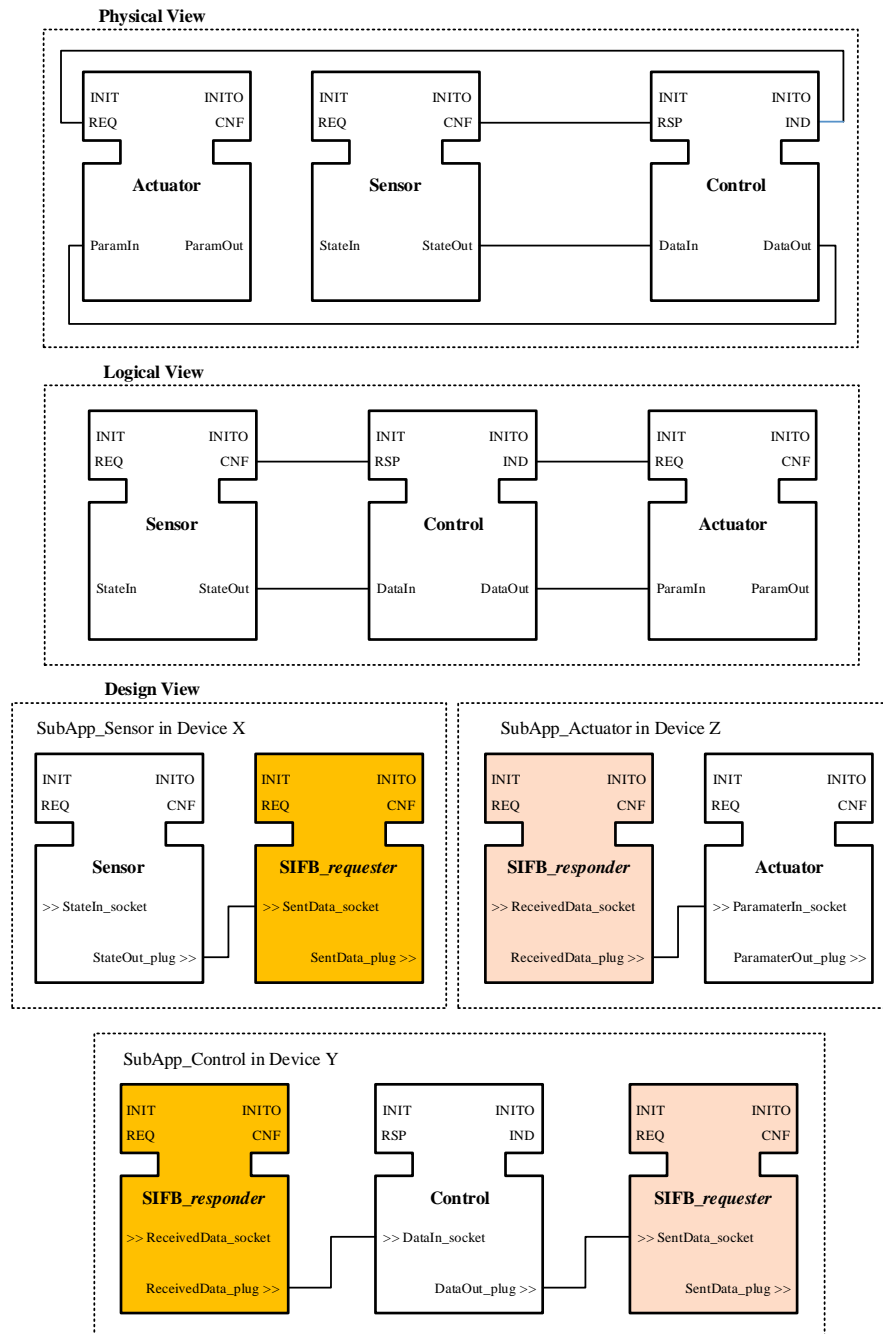 Physical View
INIT INITO
REQ CNF
Actuator
ParamIn ParamOut
INIT INITO
REQ CNF
Sensor
StateIn StateOut
INIT INITO
RSP IND
Control
DataIn DataOut
Logical View
INIT INITO
REQ CNF
Sensor
StateIn StateOut
INIT INITO
RSP IND
Control
DataIn DataOut
INIT INITO
REQ CNF
Actuator
ParamIn ParamOut
Design View
SubApp_Sensor in Device X
INIT INITO
REQ CNF
Sensor
>> StateIn_socket
StateOut_plug >>
INIT INITO
REQ CNF
SIFB_requester
>> SentData_socket
SentData_plug >>
SubApp_Actuator in Device Z
INIT INITO
REQ CNF
SIFB_responder
>> ReceivedData_socket
ReceivedData_plug >>
INIT INITO
REQ CNF
Actuator
>> ParamaterIn_socket
ParamaterOut_plug >>
SubApp_Control in Device Y
INIT INITO
REQ CNF
SIFB_responder
>> ReceivedData_socket
ReceivedData_plug >>
INIT INITO
RSP IND
Control
>> DataIn_socket
DataOut_plug >>
INIT INITO
REQ CNF
SIFB_requester
>> SentData_socket
SentData_plug >>